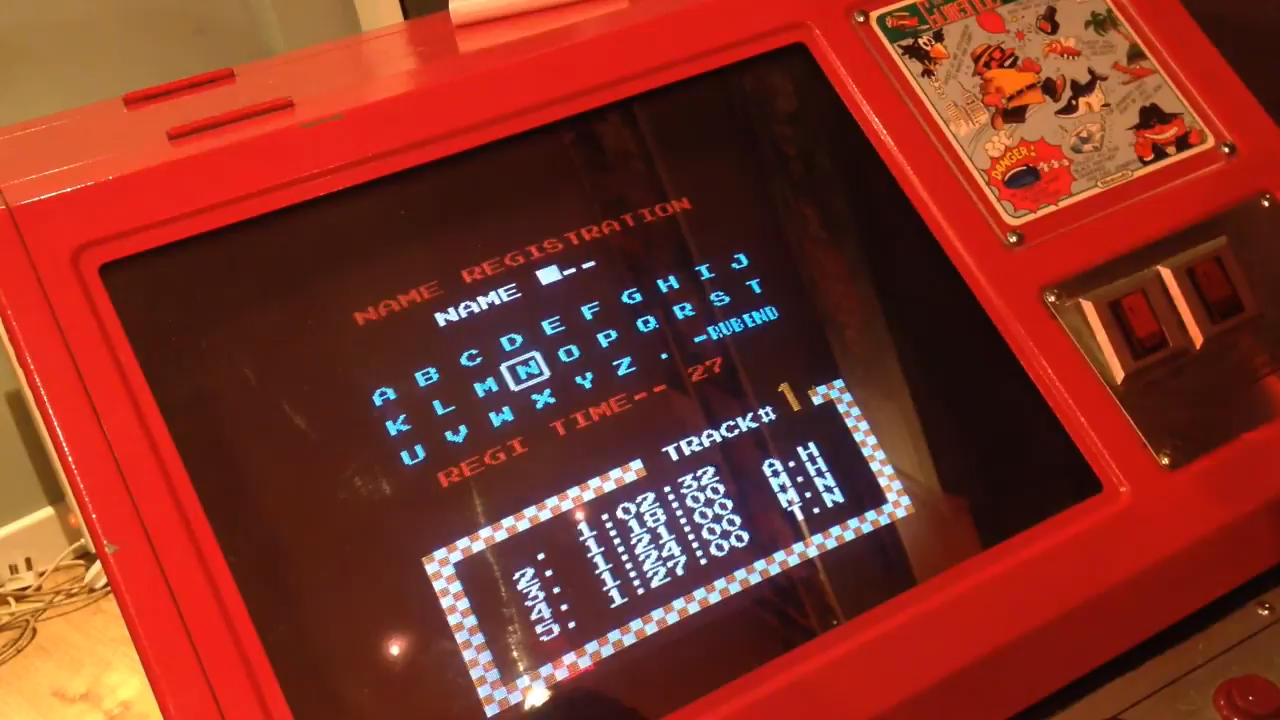 NAME REGISTRATION
NAME ■--
A B C D E F G H I J
K L M N O P Q R S T
U V W X Y Z . -RUBEND
REGI TIME-- 27
TRACK# 1
. 1:02:32
2. 1:18:00 A.H
3. 1:21:00 M.H
4. 1:24:00 M.N
5. 1:27:00 T.N
DANGER!
Nintendo